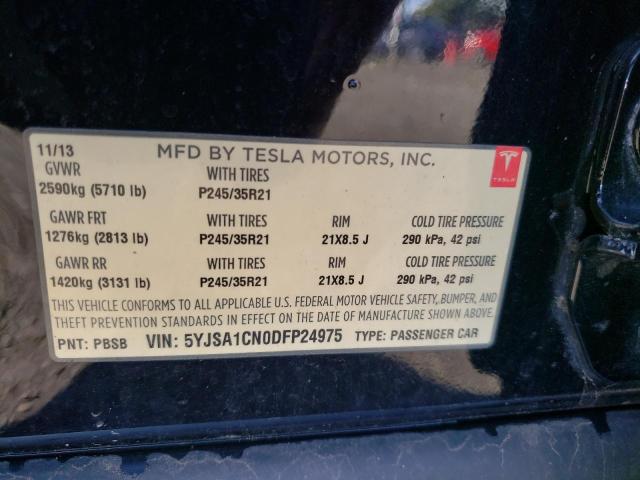 11/13 MFD BY TESLA MOTORS, INC.
GVWR WITH TIRES
2590kg (5710 lb) P245/35R21
TESLA
GAWR FRT WITH TIRES RIM COLD TIRE PRESSURE
1276kg (2813 lb) P245/35R21 21X8.5 J 290 kPa, 42 psi
GAWR RR WITH TIRES RIM COLD TIRE PRESSURE
1420kg (3131 lb) P245/35R21 21X8.5 J 290 kPa, 42 psi
THIS VEHICLE CONFORMS TO ALL APPLICABLE U.S. FEDERAL MOTOR VEHICLE SAFETY, BUMPER, AND
THEFT PREVENTION STANDARDS IN EFFECT ON THE DATE OF MANUFACTURE SHOWN ABOVE.
PNT: PBSB VIN: 5YJSA1CN0DFP24975 TYPE: PASSENGER CAR